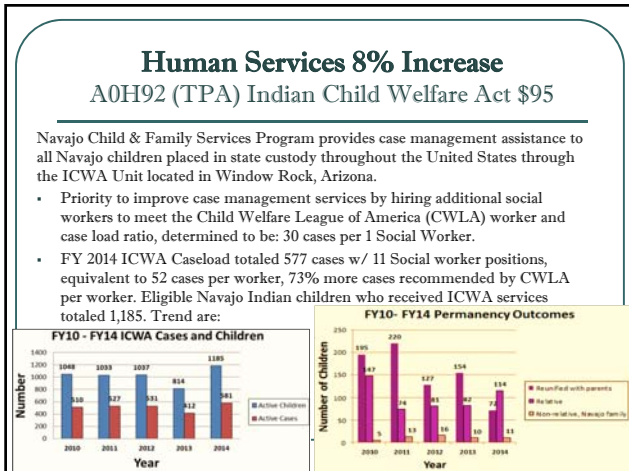 Human Services 8% Increase
A0H92 (TPA) Indian Child Welfare Act $95
Navajo Child & Family Services Program provides case management assistance to
all Navajo children placed in state custody throughout the United States through
the ICWA Unit located in Window Rock, Arizona.
▪ Priority to improve case management services by hiring additional social
workers to meet the Child Welfare League of America (CWLA) worker and
case load ratio, determined to be: 30 cases per 1 Social Worker.
▪ FY 2014 ICWA Caseload totaled 577 cases w/ 11 Social worker positions,
equivalent to 52 cases per worker, 73% more cases recommended by CWLA
per worker. Eligible Navajo Indian children who received ICWA services
totaled 1,185. Trend are:
FY10 - FY14 ICWA Cases and Children
Number
1400
1200
1000
800
600
400
200
0
1048
510
1033
527
1037
531
814
412
1185
581
2010 2011 2012 2013 2014
Year
Active Children
Active Cases
FY10- FY14 Permanency Outcomes
Number of Children
250
200
150
100
50
0
195
147
5
220
74
13
127
81
16
154
82
10
72
114
11
2010 2011 2012 2013 2014
Year
Reunified with parents
Relative
Non-relative, Navajo family